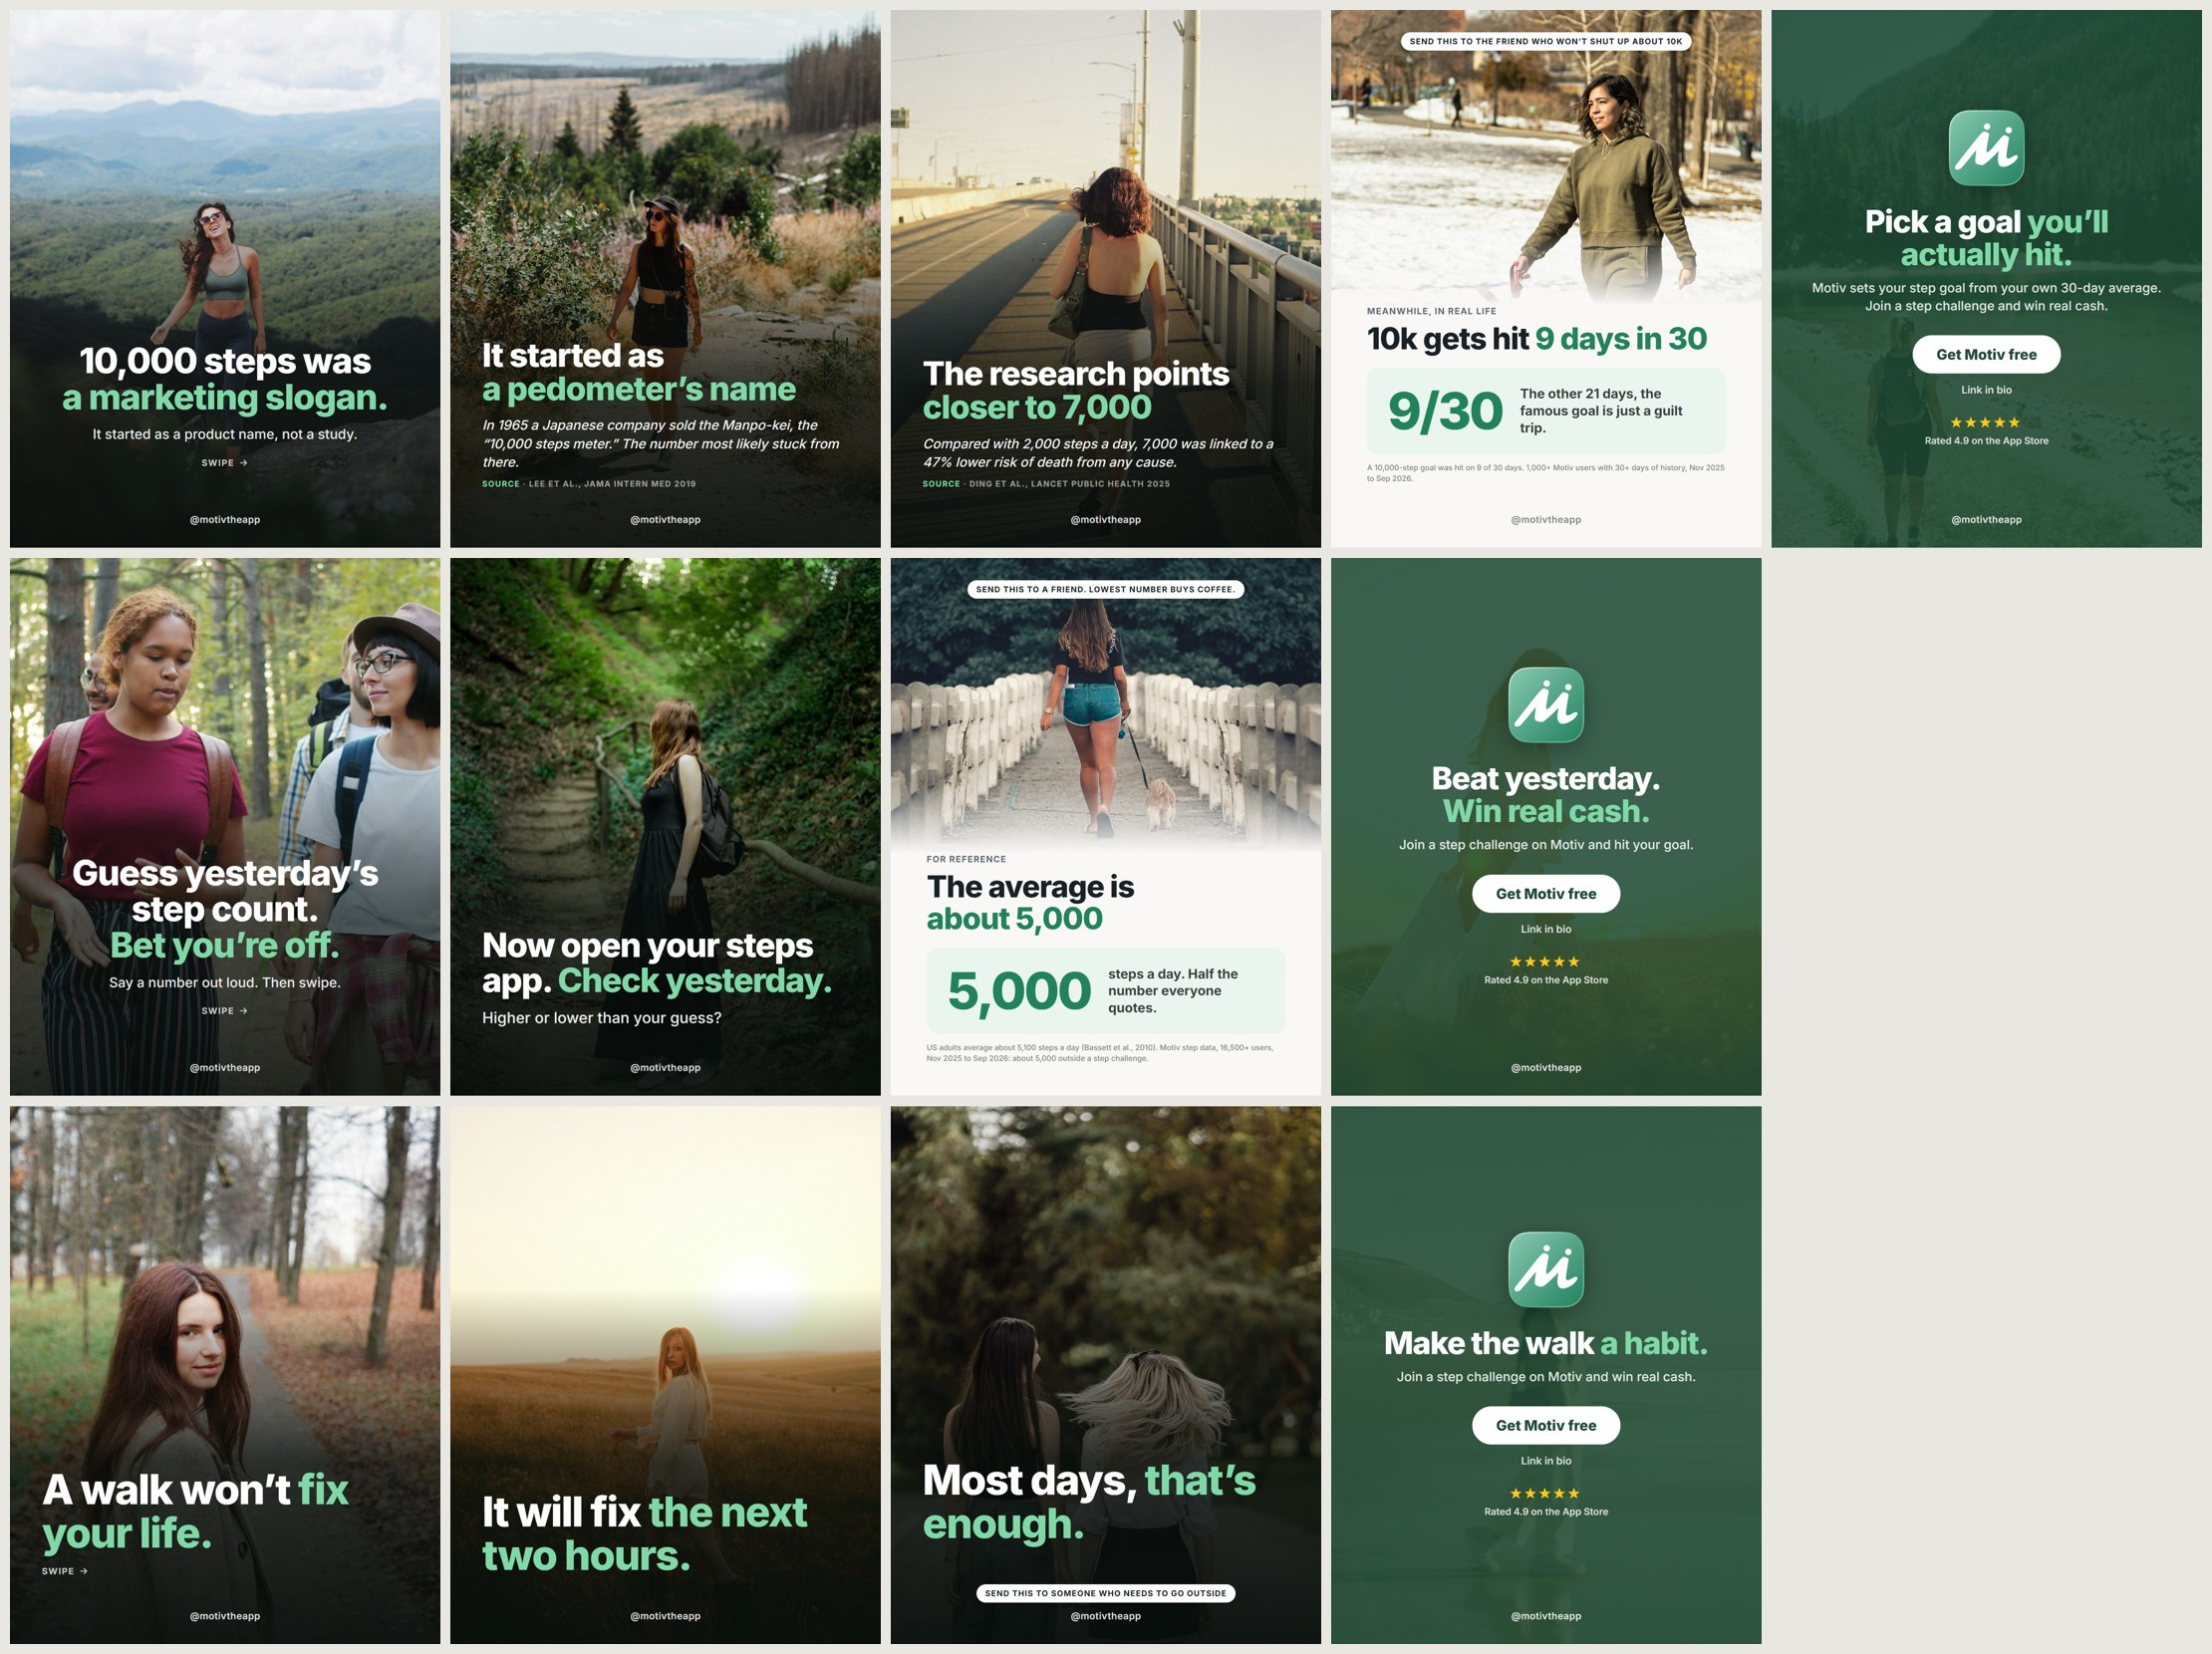 10,000 steps was
a marketing slogan.
It started as a product name, not a study.
SWIPE →
@motivtheapp
It started as
a pedometer’s name
In 1965 a Japanese company sold the Manpo-kei, the
“10,000 steps meter.” The number most likely stuck from
there.
SOURCE · LEE ET AL., JAMA INTERN MED 2019
@motivtheapp
The research points
closer to 7,000
Compared with 2,000 steps a day, 7,000 was linked to a
47% lower risk of death from any cause.
SOURCE · DING ET AL., LANCET PUBLIC HEALTH 2025
@motivtheapp
SEND THIS TO THE FRIEND WHO WON’T SHUT UP ABOUT 10K
MEANWHILE, IN REAL LIFE
10k gets hit 9 days in 30
9/30
The other 21 days, the
famous goal is just a guilt
trip.
A 10,000-step goal was hit on 9 of 30 days. 1,000+ Motiv users with 30+ days of history, Nov 2025
to Sep 2026.
@motivtheapp
Pick a goal you’ll
actually hit.
Motiv sets your step goal from your own 30-day average.
Join a step challenge and win real cash.
Get Motiv free
Link in bio
★★★★★
Rated 4.9 on the App Store
@motivtheapp
Guess yesterday’s
step count.
Bet you’re off.
Say a number out loud. Then swipe.
SWIPE →
@motivtheapp
Now open your steps
app. Check yesterday.
Higher or lower than your guess?
@motivtheapp
SEND THIS TO A FRIEND. LOWEST NUMBER BUYS COFFEE.
FOR REFERENCE
The average is
about 5,000
5,000
steps a day. Half the
number everyone
quotes.
US adults average about 5,100 steps a day (Bassett et al., 2010). Motiv step data, 16,500+ users,
Nov 2025 to Sep 2026: about 5,000 outside a step challenge.
Beat yesterday.
Win real cash.
Join a step challenge on Motiv and hit your goal.
Get Motiv free
Link in bio
★★★★★
Rated 4.9 on the App Store
@motivtheapp
A walk won’t fix
your life.
SWIPE →
@motivtheapp
It will fix the next
two hours.
@motivtheapp
Most days, that’s
enough.
SEND THIS TO SOMEONE WHO NEEDS TO GO OUTSIDE
@motivtheapp
Make the walk a habit.
Join a step challenge on Motiv and win real cash.
Get Motiv free
Link in bio
★★★★★
Rated 4.9 on the App Store
@motivtheapp